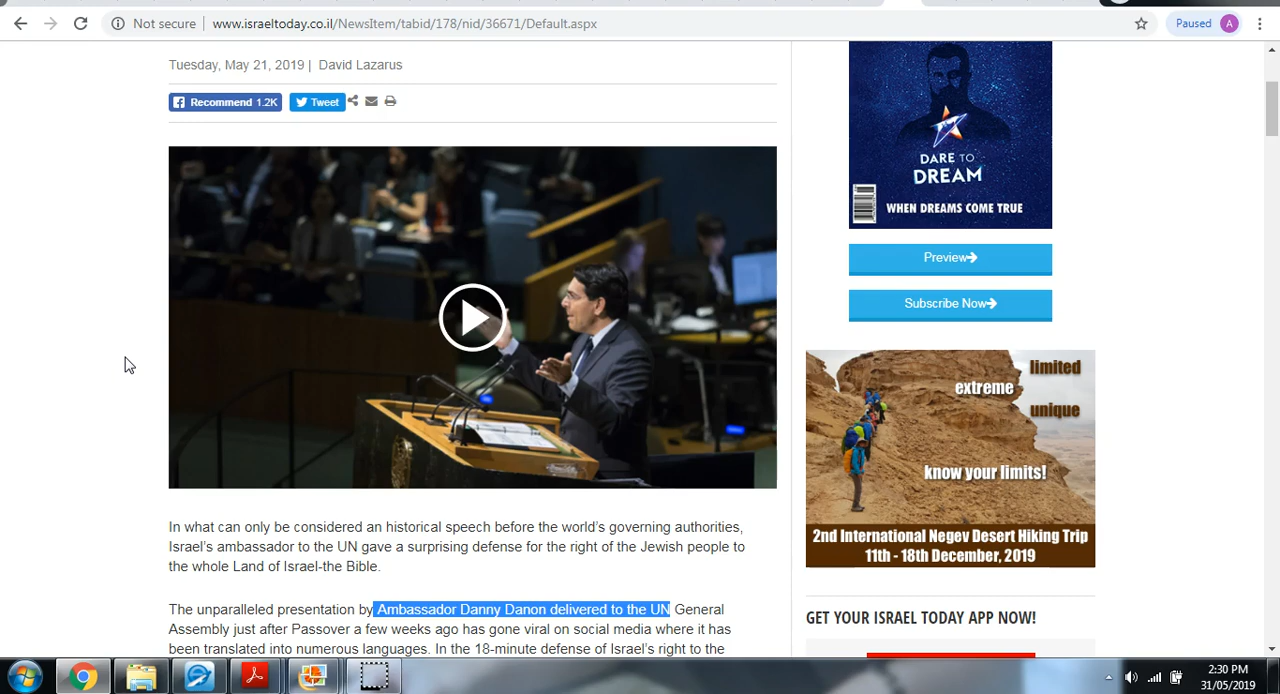 Not secure | www.israeltoday.co.il/NewsItem/tabid/178/nid/36671/Default.aspx
Paused A
Tuesday, May 21, 2019 | David Lazarus
Recommend 1.2K Tweet
DARE TO
DREAM
WHEN DREAMS COME TRUE
Preview
Subscribe Now
limited
extreme
unique
know your limits!
2nd International Negev Desert Hiking Trip
11th - 18th December, 2019
In what can only be considered an historical speech before the world's governing authorities,
Israel's ambassador to the UN gave a surprising defense for the right of the Jewish people to
the whole Land of Israel-the Bible.
The unparalleled presentation by Ambassador Danny Danon delivered to the UN General
Assembly just after Passover a few weeks ago has gone viral on social media where it has
been translated into numerous languages. In the 18-minute defense of Israel's right to the
GET YOUR ISRAEL TODAY APP NOW!
2:30 PM
31/05/2019